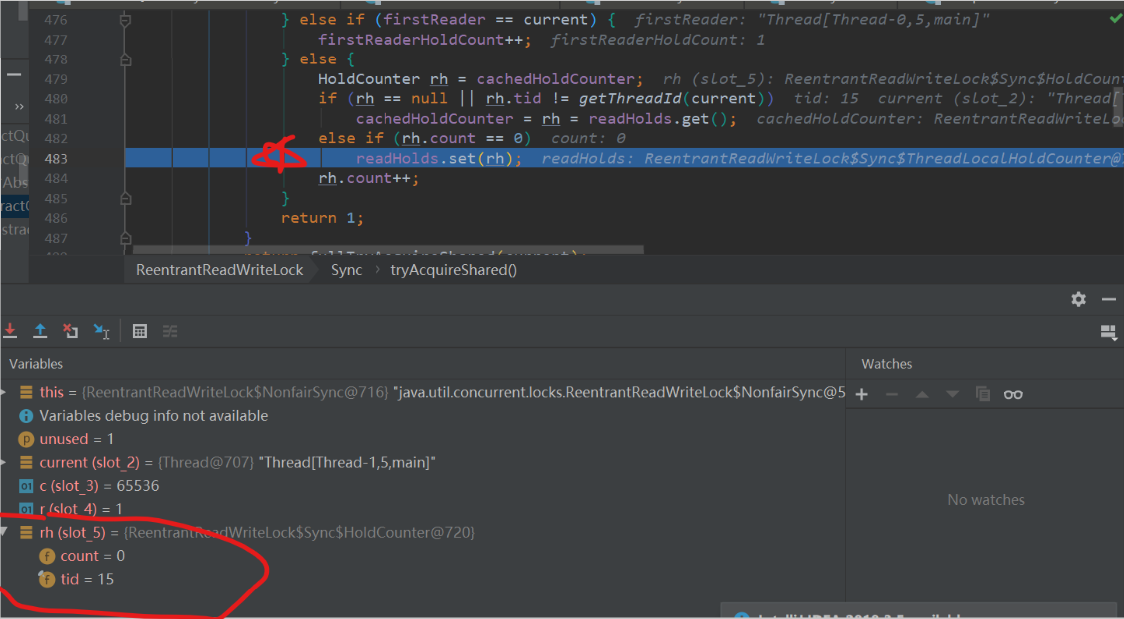 476 } else if (firstReader == current) { firstReader: "Thread[Thread-0,5,main]"
477 firstReaderHoldCount++; firstReaderHoldCount: 1
478 } else {
479 HoldCounter rh = cachedHoldCounter; rh (slot_5): ReentrantReadWriteLock$Sync$HoldCount
480 if (rh == null || rh.tid != getThreadId(current)) tid: 15 current (slot_2): "Thread[
481 cachedHoldCounter = rh = readHolds.get(); cachedHoldCounter: ReentrantReadWriteLo
482 else if (rh.count == 0) count: 0
483 readHolds.set(rh); readHolds: ReentrantReadWriteLock$Sync$ThreadLocalHoldCounter@
484 rh.count++;
485 }
486 return 1;
487 }
ReentrantReadWriteLock Sync tryAcquireShared()
Variables
Watches
this = {ReentrantReadWriteLock$NonfairSync@716} "java.util.concurrent.locks.ReentrantReadWriteLock$NonfairSync@5
Variables debug info not available
unused = 1
current (slot_2) = {Thread@707} "Thread[Thread-1,5,main]"
c (slot_3) = 65536
r (slot_4) = 1
No watches
rh (slot_5) = {ReentrantReadWriteLock$Sync$HoldCounter@720}
count = 0
tid = 15